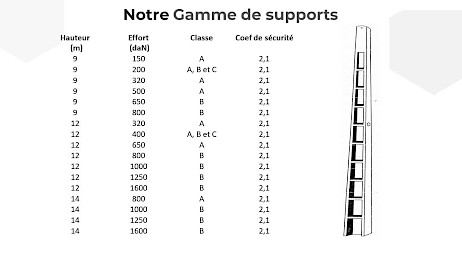 Notre Gamme de supports
Hauteur Effort Classe Coef de sécurité
(m) (daN)
9 150 A 2,1
9 200 A, B et C 2,1
9 320 A 2,1
9 500 A 2,1
9 650 B 2,1
9 800 B 2,1
12 320 A 2,1
12 400 A, B et C 2,1
12 650 A 2,1
12 800 B 2,1
12 1000 B 2,1
12 1250 B 2,1
12 1600 B 2,1
14 800 A 2,1
14 1000 B 2,1
14 1250 B 2,1
14 1600 B 2,1